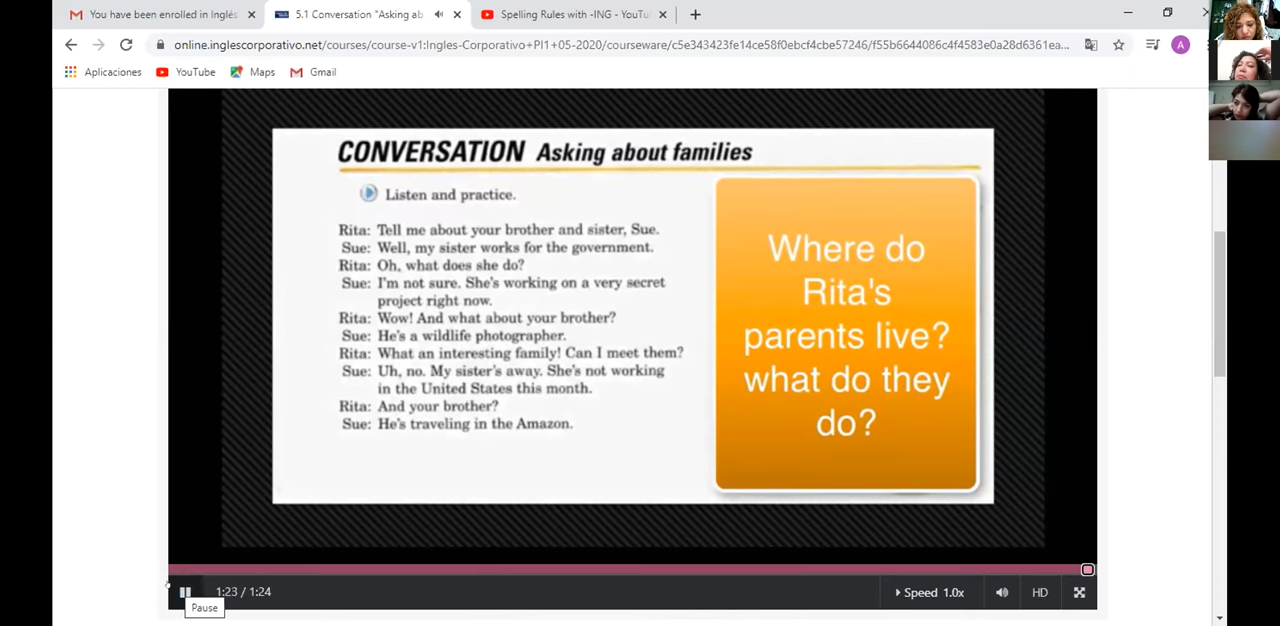 You have been enrolled in Inglés
5.1 Conversation "Asking ab
Spelling Rules with -ING - YouTu
online.inglescorporativo.net/courses/course-v1:Ingles-Corporativo+PI1+05-2020/courseware/c5e343423fe14ce58f0ebcf4cbe57246/f55b6644086c4f4583e0a28d6361ea...
A
Aplicaciones YouTube Maps Gmail
CONVERSATION Asking about families
Listen and practice.
Rita: Tell me about your brother and sister, Sue.
Sue: Well, my sister works for the government.
Rita: Oh, what does she do?
Sue: I'm not sure. She's working on a very secret
project right now.
Rita: Wow! And what about your brother?
Sue: He's a wildlife photographer.
Rita: What an interesting family! Can I meet them?
Sue: Uh, no. My sister's away. She's not working
in the United States this month.
Rita: And your brother?
Sue: He's traveling in the Amazon.
Where do
Rita's
parents live?
what do they
do?
1:23 / 1:24
Speed 1.0x
HD
Pause